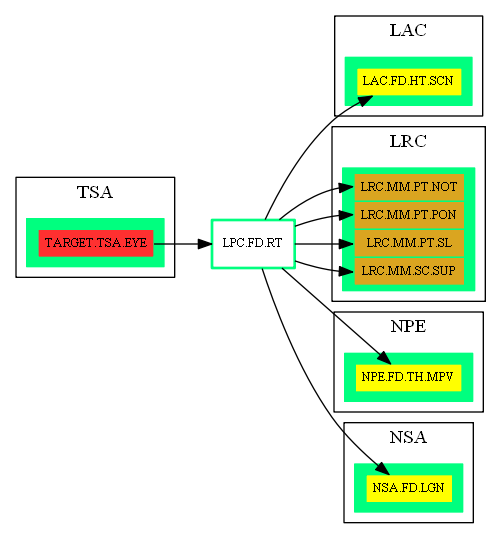 LAC
LAC.FD.HT.SCN
LRC
LRC.MM.PT.NOT
LRC.MM.PT.PON
LRC.MM.PT.SL
LRC.MM.SC.SUP
TSA
TARGET.TSA.EYE
LPC.FD.RT
NPE
NPE.FD.TH.MPV
NSA
NSA.FD.LGN